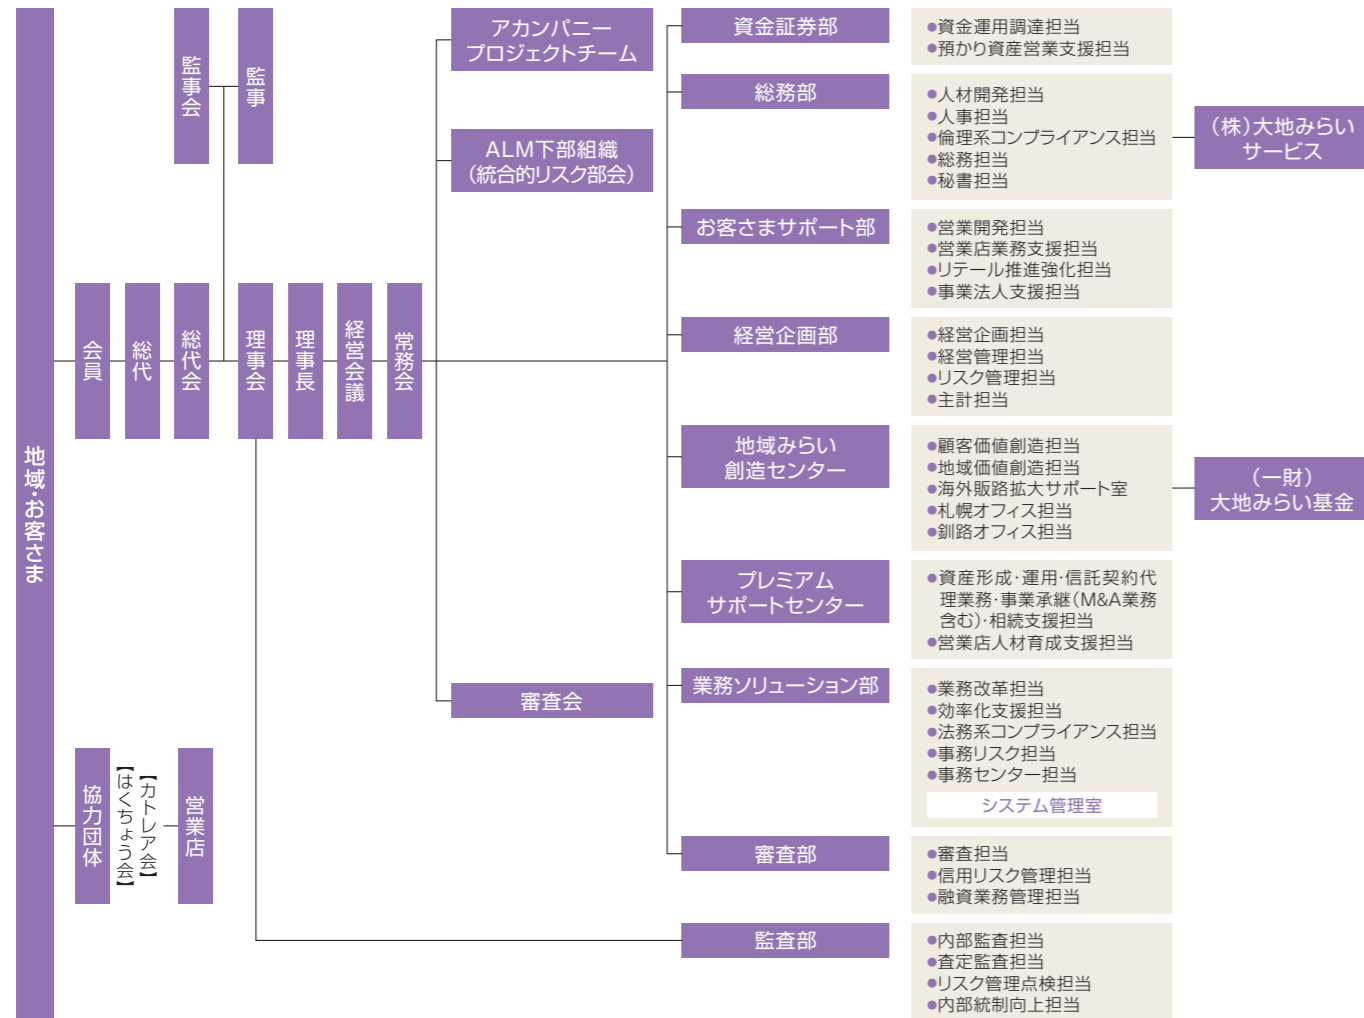 地域・お客さま
会員
総代
総代会
監事会
監事
理事会
理事長
経営会議
常務会
協力団体
【カトレア会】
【はくちょう会】
営業店
アカンパニー
プロジェクトチーム
ALM下部組織
（統合的リスク部会）
審査会
資金証券部
●資金運用調達担当
●預かり資産営業支援担当
総務部
●人材開発担当
●人事担当
●倫理系コンプライアンス担当
●総務担当
●秘書担当
（株）大地みらい
サービス
お客さまサポート部
●営業開発担当
●営業店業務支援担当
●リテール推進強化担当
●事業法人支援担当
経営企画部
●経営企画担当
●経営管理担当
●リスク管理担当
●主計担当
地域みらい
創造センター
●顧客価値創造担当
●地域価値創造担当
●海外販路拡大サポート室
●札幌オフィス担当
●釧路オフィス担当
（一財）
大地みらい基金
プレミアム
サポートセンター
●資産形成・運用・信託契約代
理業務・事業承継（M&A業務
含む）・相続支援担当
●営業店人材育成支援担当
業務ソリューション部
●業務改革担当
●効率化支援担当
●法務系コンプライアンス担当
●事務リスク担当
●事務センター担当
システム管理室
審査部
●審査担当
●信用リスク管理担当
●融資業務管理担当
監査部
●内部監査担当
●査定監査担当
●リスク管理点検担当
●内部統制向上担当